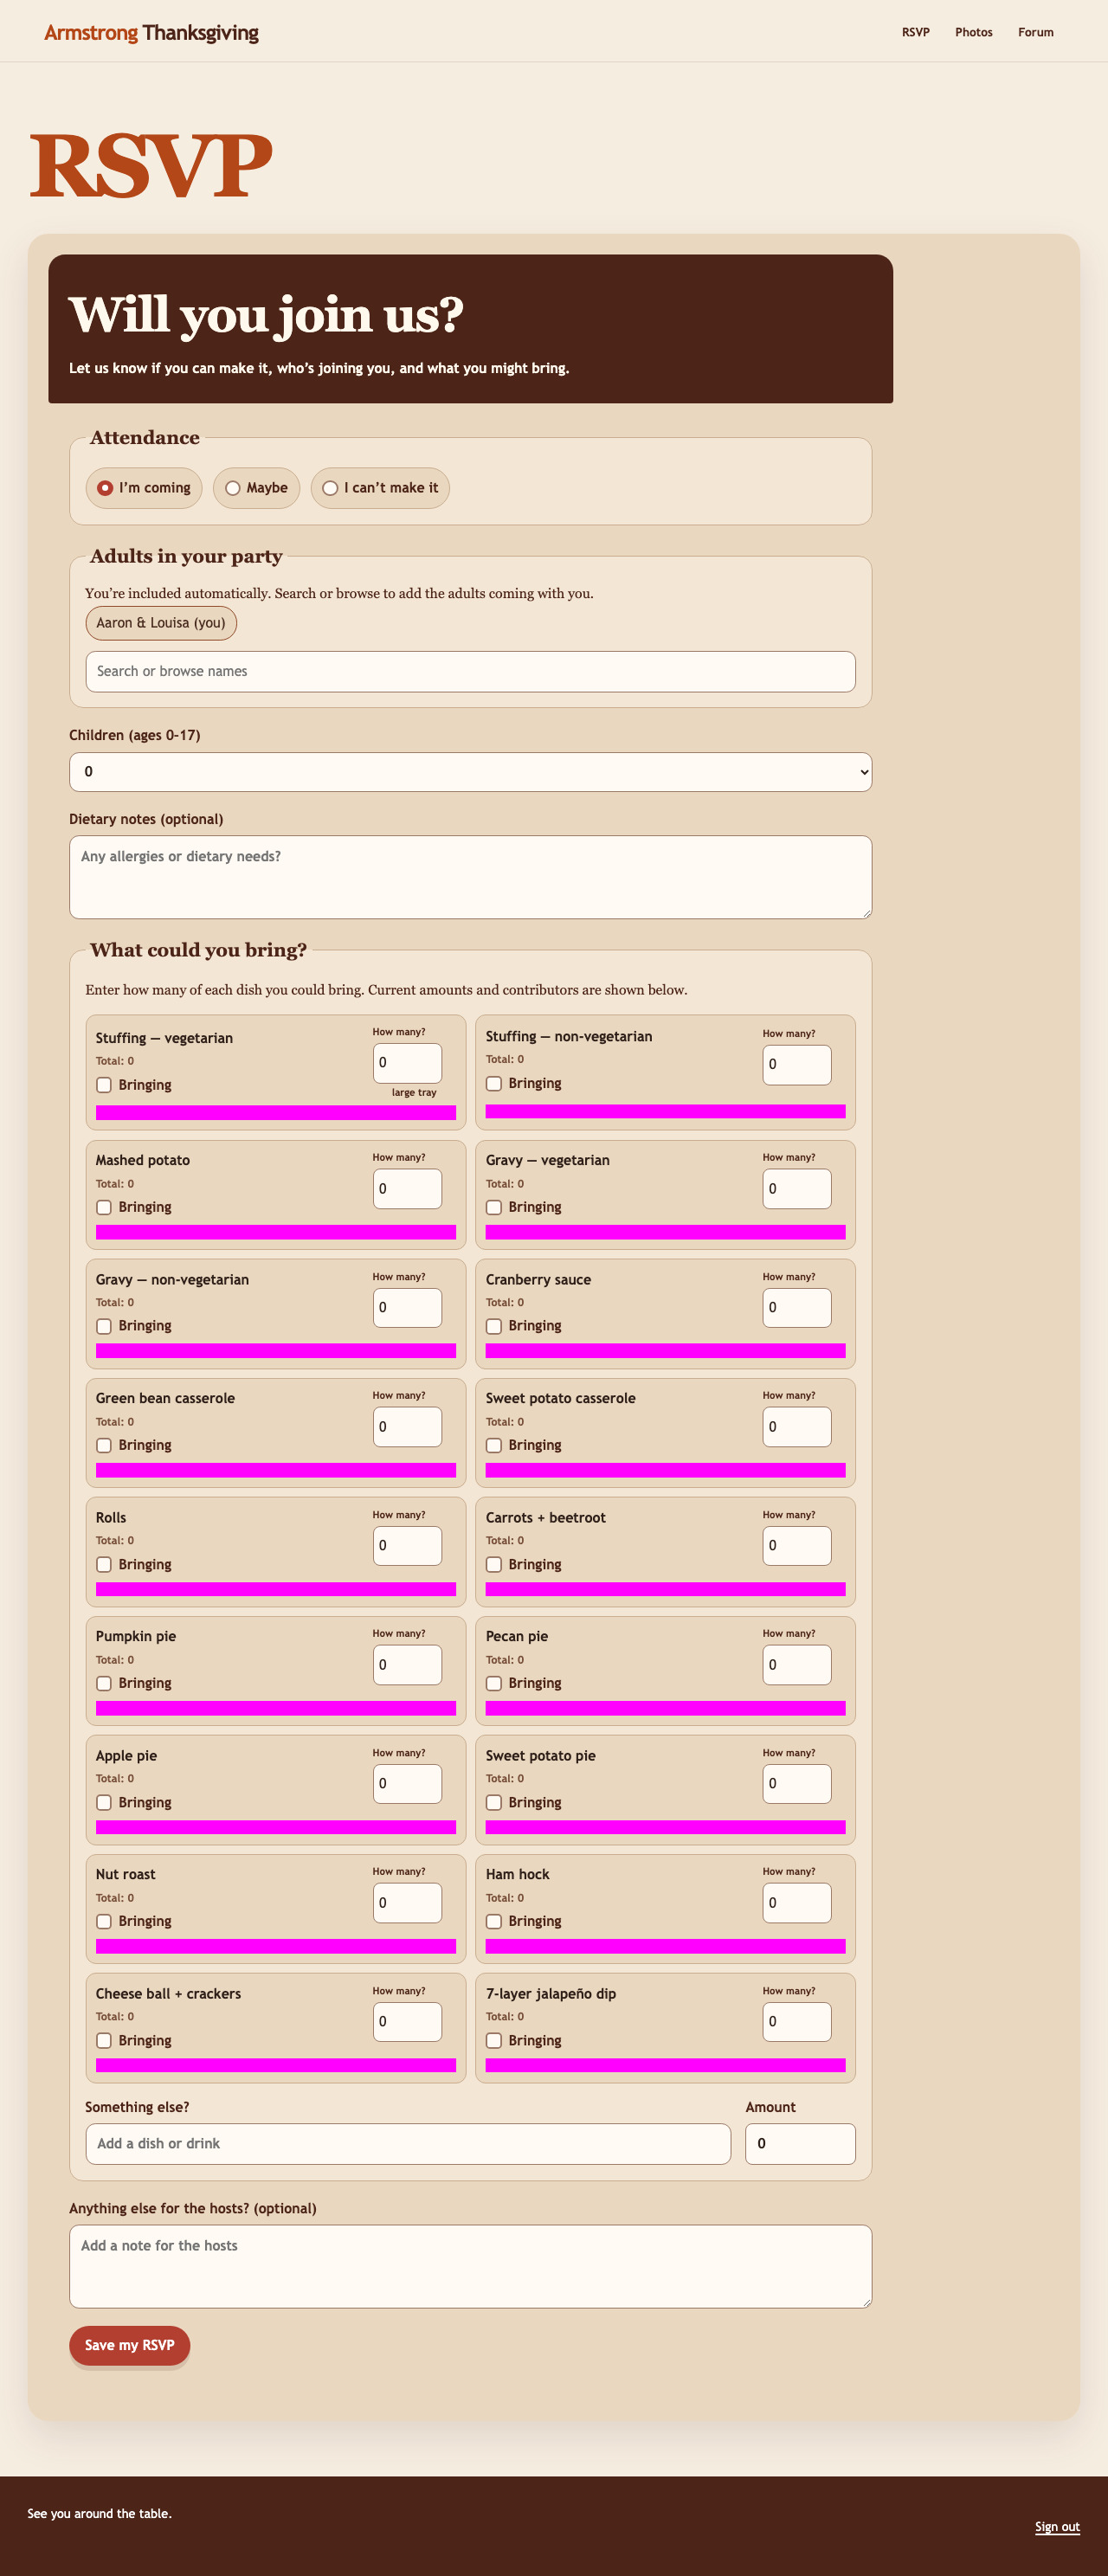 Armstrong Thanksgiving
RSVP Photos Forum
RSVP
Will you join us?
Let us know if you can make it, who’s joining you, and what you might bring.
Attendance
I’m coming Maybe I can’t make it
Adults in your party
You’re included automatically. Search or browse to add the adults coming with you.
Aaron & Louisa (you)
Search or browse names
Children (ages 0-17)
0
Dietary notes (optional)
Any allergies or dietary needs?
What could you bring?
Enter how many of each dish you could bring. Current amounts and contributors are shown below.
Stuffing — vegetarian
Total: 0
Bringing
How many?
0
large tray
Stuffing — non-vegetarian
Total: 0
Bringing
How many?
0
Mashed potato
Total: 0
Bringing
How many?
0
Gravy — vegetarian
Total: 0
Bringing
How many?
0
Gravy — non-vegetarian
Total: 0
Bringing
How many?
0
Cranberry sauce
Total: 0
Bringing
How many?
0
Green bean casserole
Total: 0
Bringing
How many?
0
Sweet potato casserole
Total: 0
Bringing
How many?
0
Rolls
Total: 0
Bringing
How many?
0
Carrots + beetroot
Total: 0
Bringing
How many?
0
Pumpkin pie
Total: 0
Bringing
How many?
0
Pecan pie
Total: 0
Bringing
How many?
0
Apple pie
Total: 0
Bringing
How many?
0
Sweet potato pie
Total: 0
Bringing
How many?
0
Nut roast
Total: 0
Bringing
How many?
0
Ham hock
Total: 0
Bringing
How many?
0
Cheese ball + crackers
Total: 0
Bringing
How many?
0
7-layer jalapeño dip
Total: 0
Bringing
How many?
0
Something else?
Add a dish or drink
Amount
0
Anything else for the hosts? (optional)
Add a note for the hosts
Save my RSVP
See you around the table.
Sign out